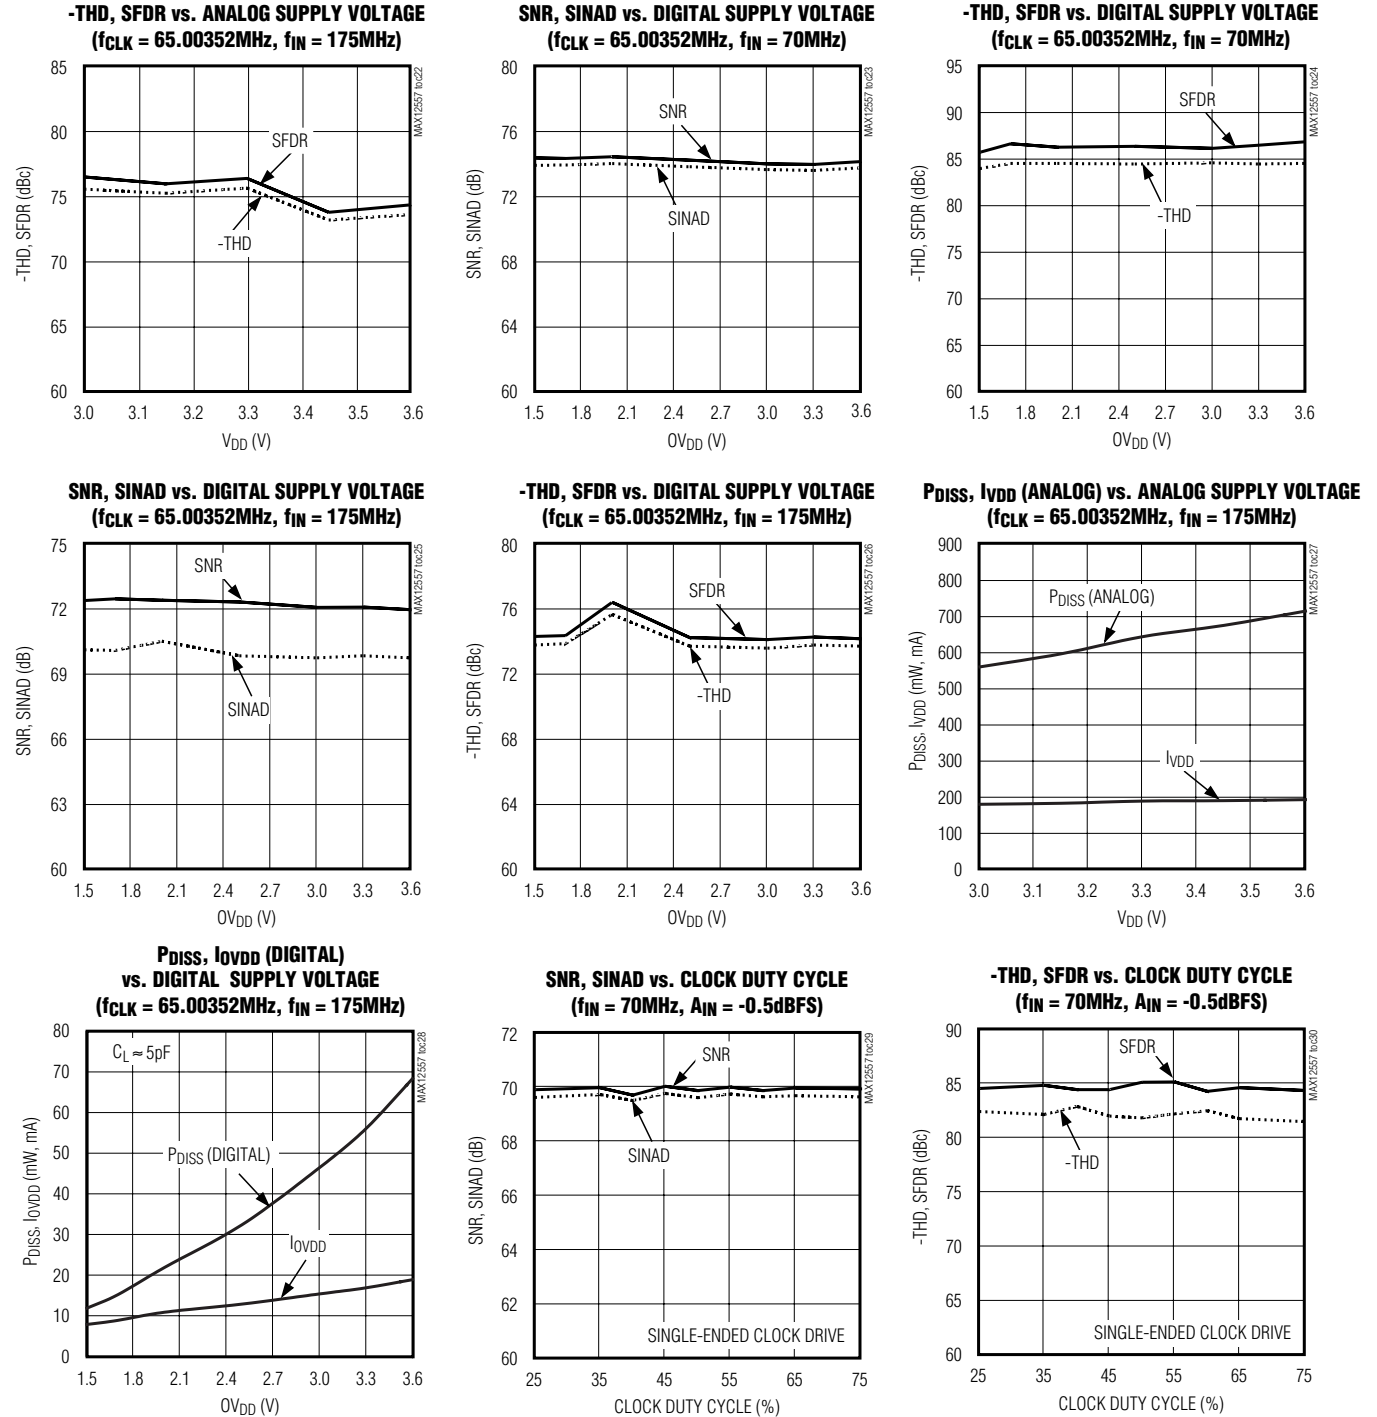 -THD, SFDR vs. ANALOG SUPPLY VOLTAGE
(fCLK = 65.00352MHz, fIN = 175MHz)
MAX12557 toc22
-THD, SFDR (dBc)
85
80
75
70
65
60
SFDR
-THD
3.0 3.1 3.2 3.3 3.4 3.5 3.6
VDD (V)
SNR, SINAD vs. DIGITAL SUPPLY VOLTAGE
(fCLK = 65.00352MHz, fIN = 70MHz)
MAX12557 toc23
SNR, SINAD (dB)
80
76
72
68
64
60
SNR
SINAD
1.5 1.8 2.1 2.4 2.7 3.0 3.3 3.6
OVDD (V)
-THD, SFDR vs. DIGITAL SUPPLY VOLTAGE
(fCLK = 65.00352MHz, fIN = 70MHz)
MAX12557 toc24
-THD, SFDR (dBc)
95
90
85
80
75
70
65
60
SFDR
-THD
1.5 1.8 2.1 2.4 2.7 3.0 3.3 3.6
OVDD (V)
SNR, SINAD vs. DIGITAL SUPPLY VOLTAGE
(fCLK = 65.00352MHz, fIN = 175MHz)
MAX12557 toc25
SNR, SINAD (dB)
75
72
69
66
63
60
SNR
SINAD
1.5 1.8 2.1 2.4 2.7 3.0 3.3 3.6
OVDD (V)
-THD, SFDR vs. DIGITAL SUPPLY VOLTAGE
(fCLK = 65.00352MHz, fIN = 175MHz)
MAX12557 toc26
-THD, SFDR (dBc)
80
76
72
68
64
60
SFDR
-THD
1.5 1.8 2.1 2.4 2.7 3.0 3.3 3.6
OVDD (V)
PDISS, IVDD (ANALOG) vs. ANALOG SUPPLY VOLTAGE
(fCLK = 65.00352MHz, fIN = 175MHz)
MAX12557 toc27
PDISS, IVDD (mW, mA)
900
800
700
600
500
400
300
200
100
0
PDISS (ANALOG)
IVDD
3.0 3.1 3.2 3.3 3.4 3.5 3.6
VDD (V)
PDISS, IOVDD (DIGITAL)
vs. DIGITAL SUPPLY VOLTAGE
(fCLK = 65.00352MHz, fIN = 175MHz)
MAX12557 toc28
PDISS, IOVDD (mW, mA)
80
70
60
50
40
30
20
10
0
CL ≈ 5pF
PDISS (DIGITAL)
IOVDD
1.5 1.8 2.1 2.4 2.7 3.0 3.3 3.6
OVDD (V)
SNR, SINAD vs. CLOCK DUTY CYCLE
(fIN = 70MHz, AIN = -0.5dBFS)
MAX12557 toc29
SNR, SINAD (dB)
72
70
68
66
64
62
60
SNR
SINAD
SINGLE-ENDED CLOCK DRIVE
25 35 45 55 65 75
CLOCK DUTY CYCLE (%)
-THD, SFDR vs. CLOCK DUTY CYCLE
(fIN = 70MHz, AIN = -0.5dBFS)
MAX12557 toc30
-THD, SFDR (dBc)
90
85
80
75
70
65
60
SFDR
-THD
SINGLE-ENDED CLOCK DRIVE
25 35 45 55 65 75
CLOCK DUTY CYCLE (%)